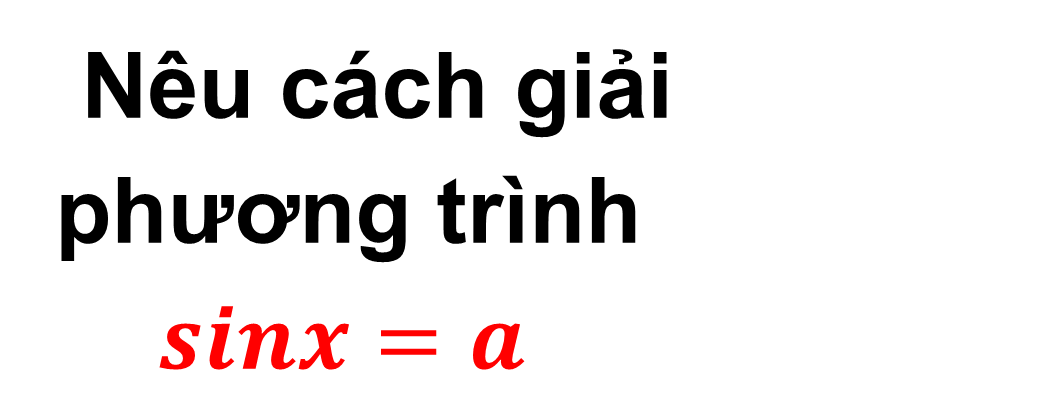 Nêu cách giải
phương trình
sinx = a